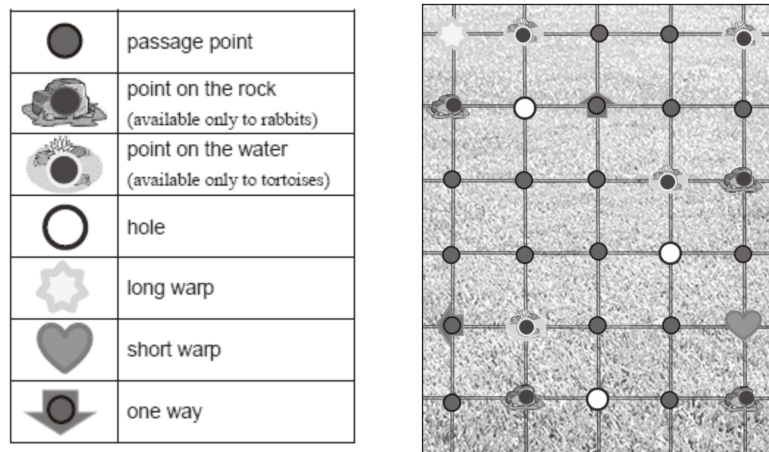 passage point
point on the rock
(available only to rabbits)
point on the water
(available only to tortoises)
hole
long warp
short warp
one way